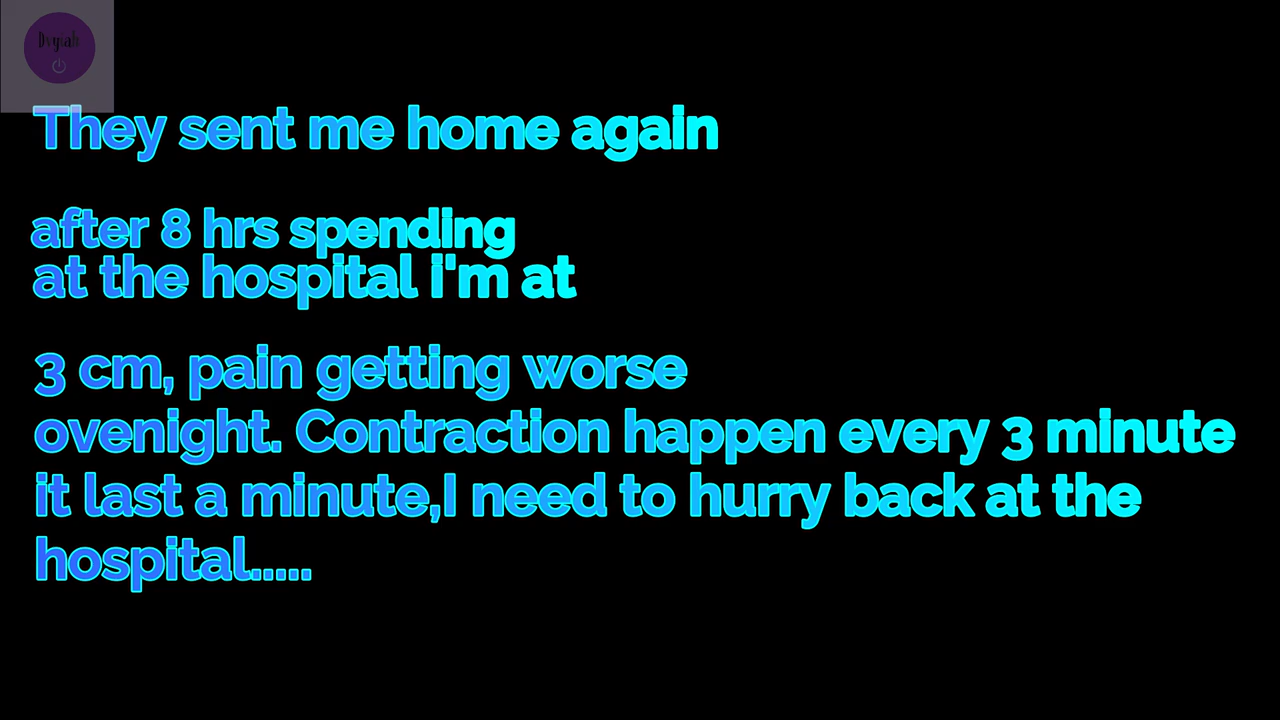 Dvyiah
They sent me home again
after 8 hrs spending
at the hospital i'm at
3 cm, pain getting worse
ovenight. Contraction happen every 3 minute
it last a minute,I need to hurry back at the
hospital.....